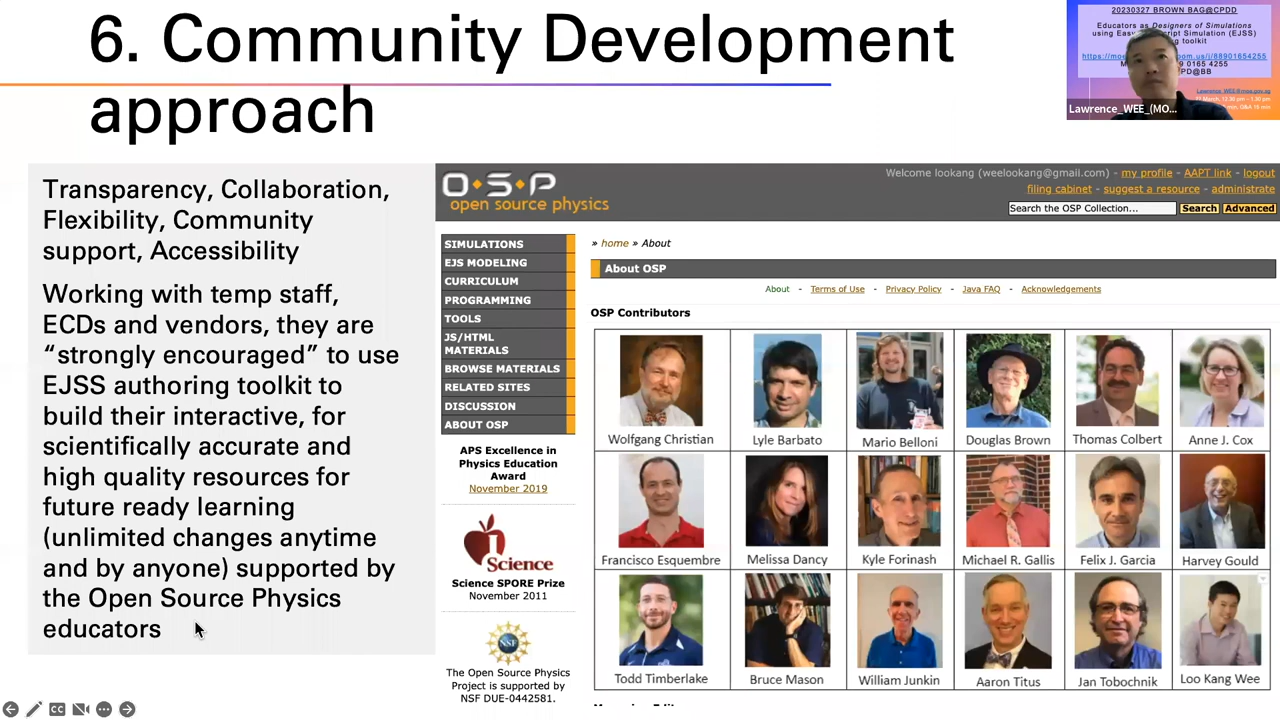 6. Community Development
approach
20230327 BROWN BAG@CPDD
Educators as Designers of Simulations
Lawrence_WEE_(MO...
Transparency, Collaboration,
Flexibility, Community
support, Accessibility
Working with temp staff,
ECDs and vendors, they are
“strongly encouraged” to use
EJSS authoring toolkit to
build their interactive, for
scientifically accurate and
high quality resources for
future ready learning
(unlimited changes anytime
and by anyone) supported by
the Open Source Physics
educators
OSP
open source physics
Welcome lookang (weelookang@gmail.com) - my profile - AAPT link - logout
filing cabinet - suggest a resource - administrate
Search the OSP Collection... Search Advanced
SIMULATIONS
EJS MODELING
CURRICULUM
PROGRAMMING
TOOLS
JS/HTML
MATERIALS
BROWSE MATERIALS
RELATED SITES
DISCUSSION
ABOUT OSP
APS Excellence in
Physics Education
Award
November 2019
Science
Science SPORE Prize
November 2011
NSF
The Open Source Physics
Project is supported by
NSF DUE-0442581.
» home » About
About OSP
About - Terms of Use - Privacy Policy - Java FAQ - Acknowledgements
OSP Contributors
Wolfgang Christian Lyle Barbato Mario Belloni Douglas Brown Thomas Colbert Anne J. Cox
Francisco Esquembre Melissa Dancy Kyle Forinash Michael R. Gallis Felix J. Garcia Harvey Gould
Todd Timberlake Bruce Mason William Junkin Aaron Titus Jan Tobochnik Loo Kang Wee